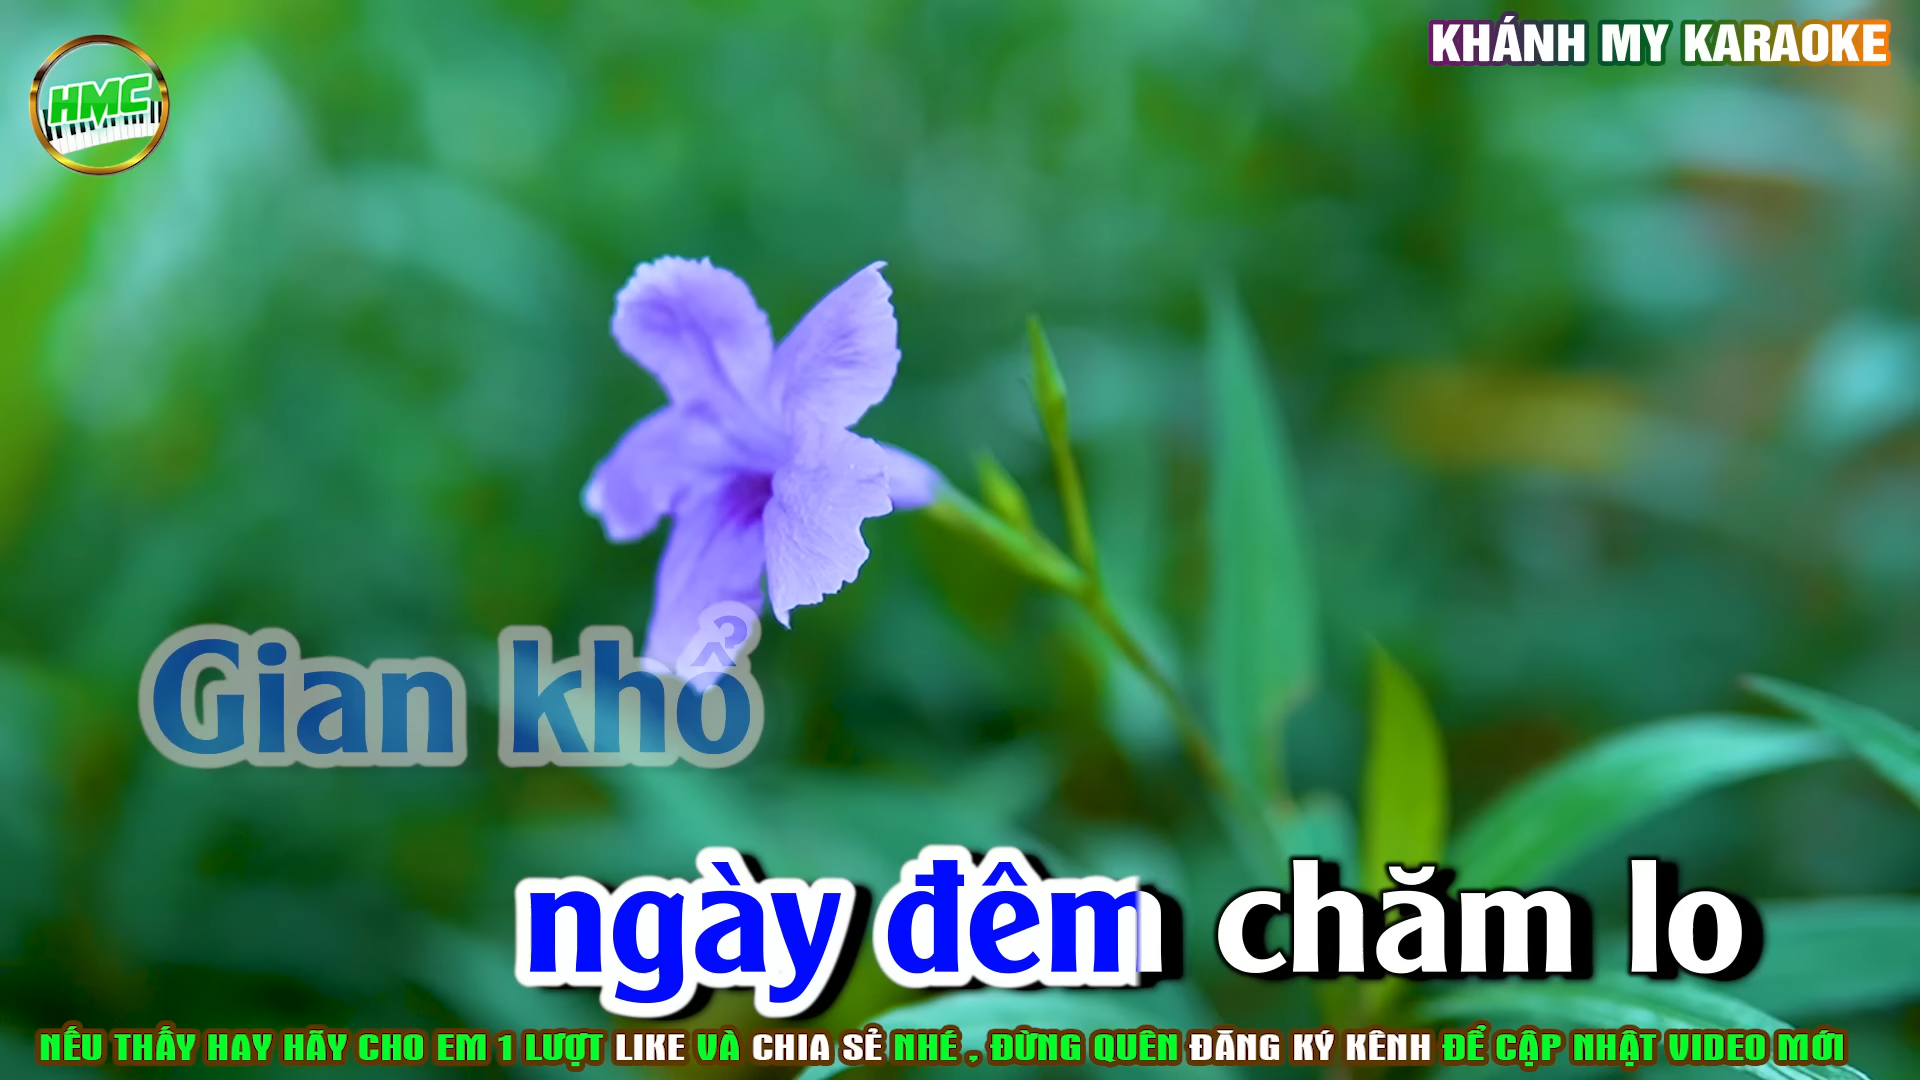 KHÁNH MY KARAOKE
HMC
Gian khổ
ngày đêm chăm lo
NẾU THẤY HAY HÃY CHO EM 1 LƯỢT LIKE VÀ CHIA SẺ NHÉ , ĐỪNG QUÊN ĐĂNG KÝ KÊNH ĐỂ CẬP NHẬT VIDEO MỚI